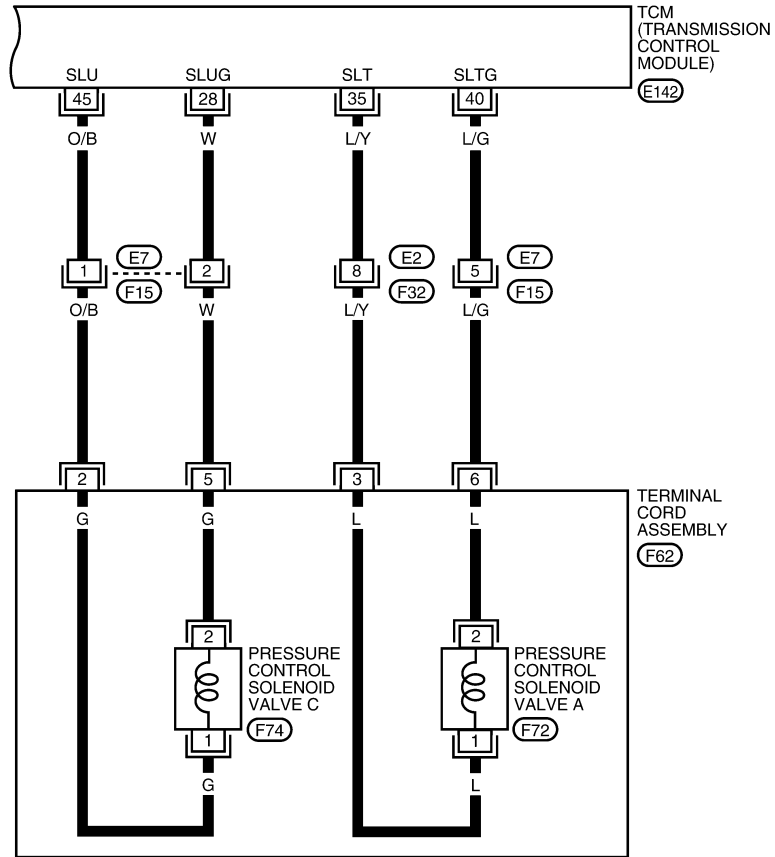 TCM
(TRANSMISSION
CONTROL
MODULE)
E142
SLU SLUG SLT SLTG
45 28 35 40
O/B W L/Y L/G
1 E7 2 8 E2 5 E7
F15 F32 F15
O/B W L/Y L/G
2 5 3 6
TERMINAL
CORD
ASSEMBLY
F62
G G L L
2 2
PRESSURE
CONTROL
SOLENOID
VALVE C
F74
PRESSURE
CONTROL
SOLENOID
VALVE A
F72
1 1
G L